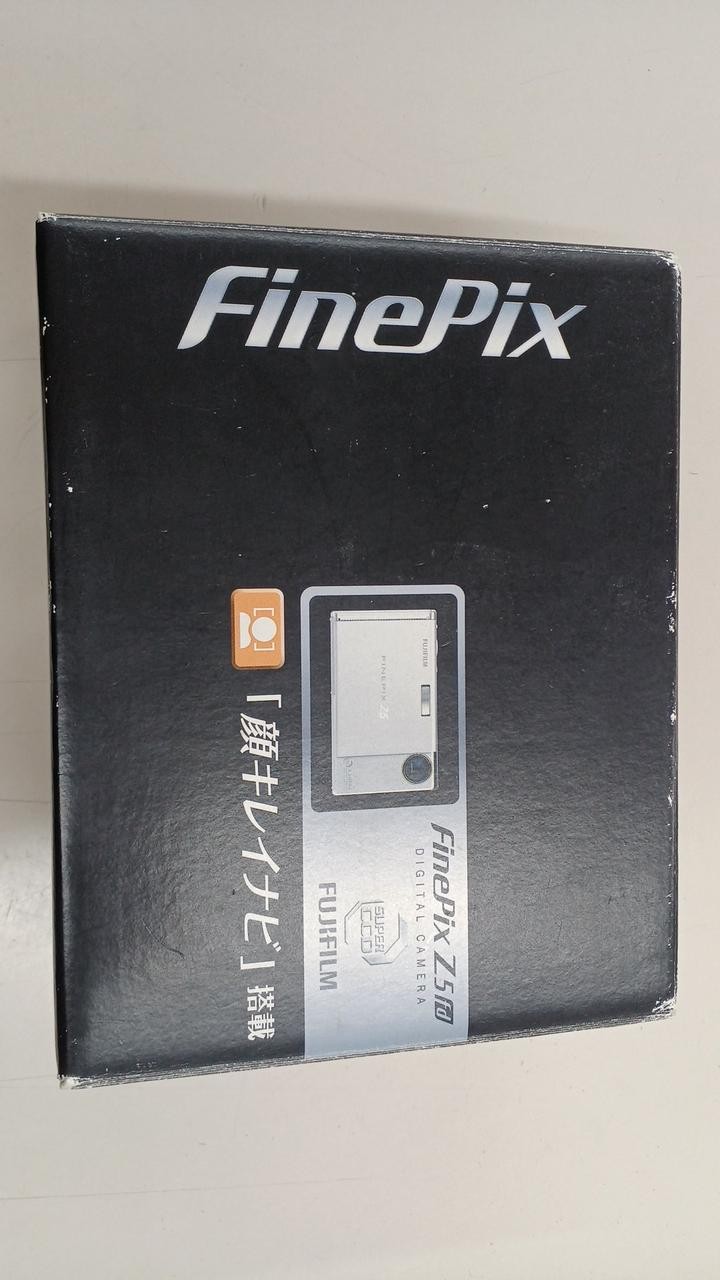 FinePix
FUJIFILM
FINEPIX Z5
FinePix Z5fd
DIGITAL CAMERA
SUPER
CCD
FUJIFILM
「顔キレイナビ」搭載